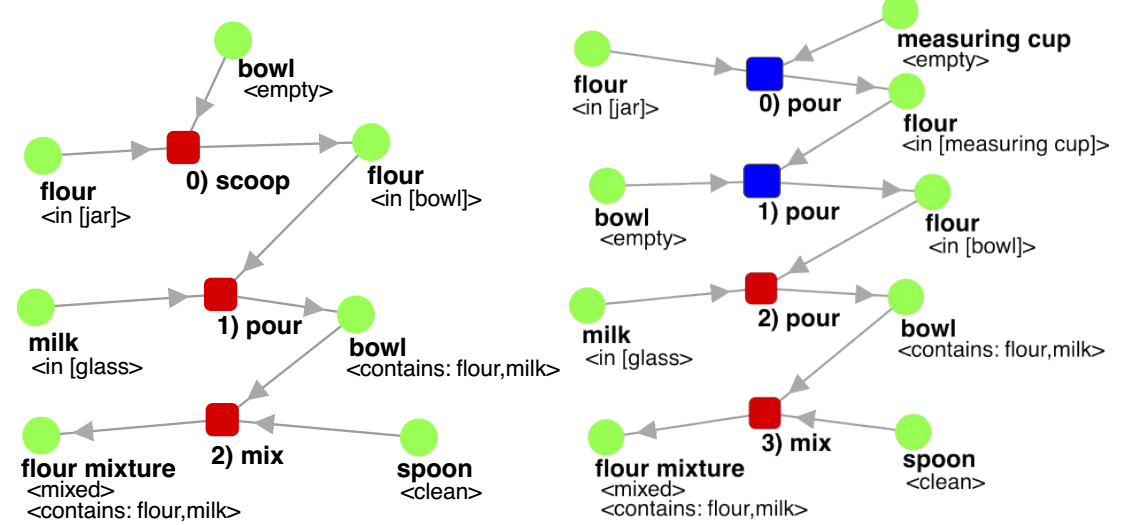 bowl
<empty>
flour
<in [jar]>
0) scoop
flour
<in [bowl]>
milk
<in [glass>
1) pour
bowl
<contains: flour,milk>
flour mixture
<mixed>
<contains: flour,milk>
2) mix
spoon
<clean>
measuring cup
<empty>
flour
<in [jar]>
0) pour
flour
<in [measuring cup]>
bowl
<empty>
1) pour
flour
<in [bowl]>
milk
<in [glass>
2) pour
bowl
<contains: flour,milk>
flour mixture
<mixed>
<contains: flour,milk>
3) mix
spoon
<clean>